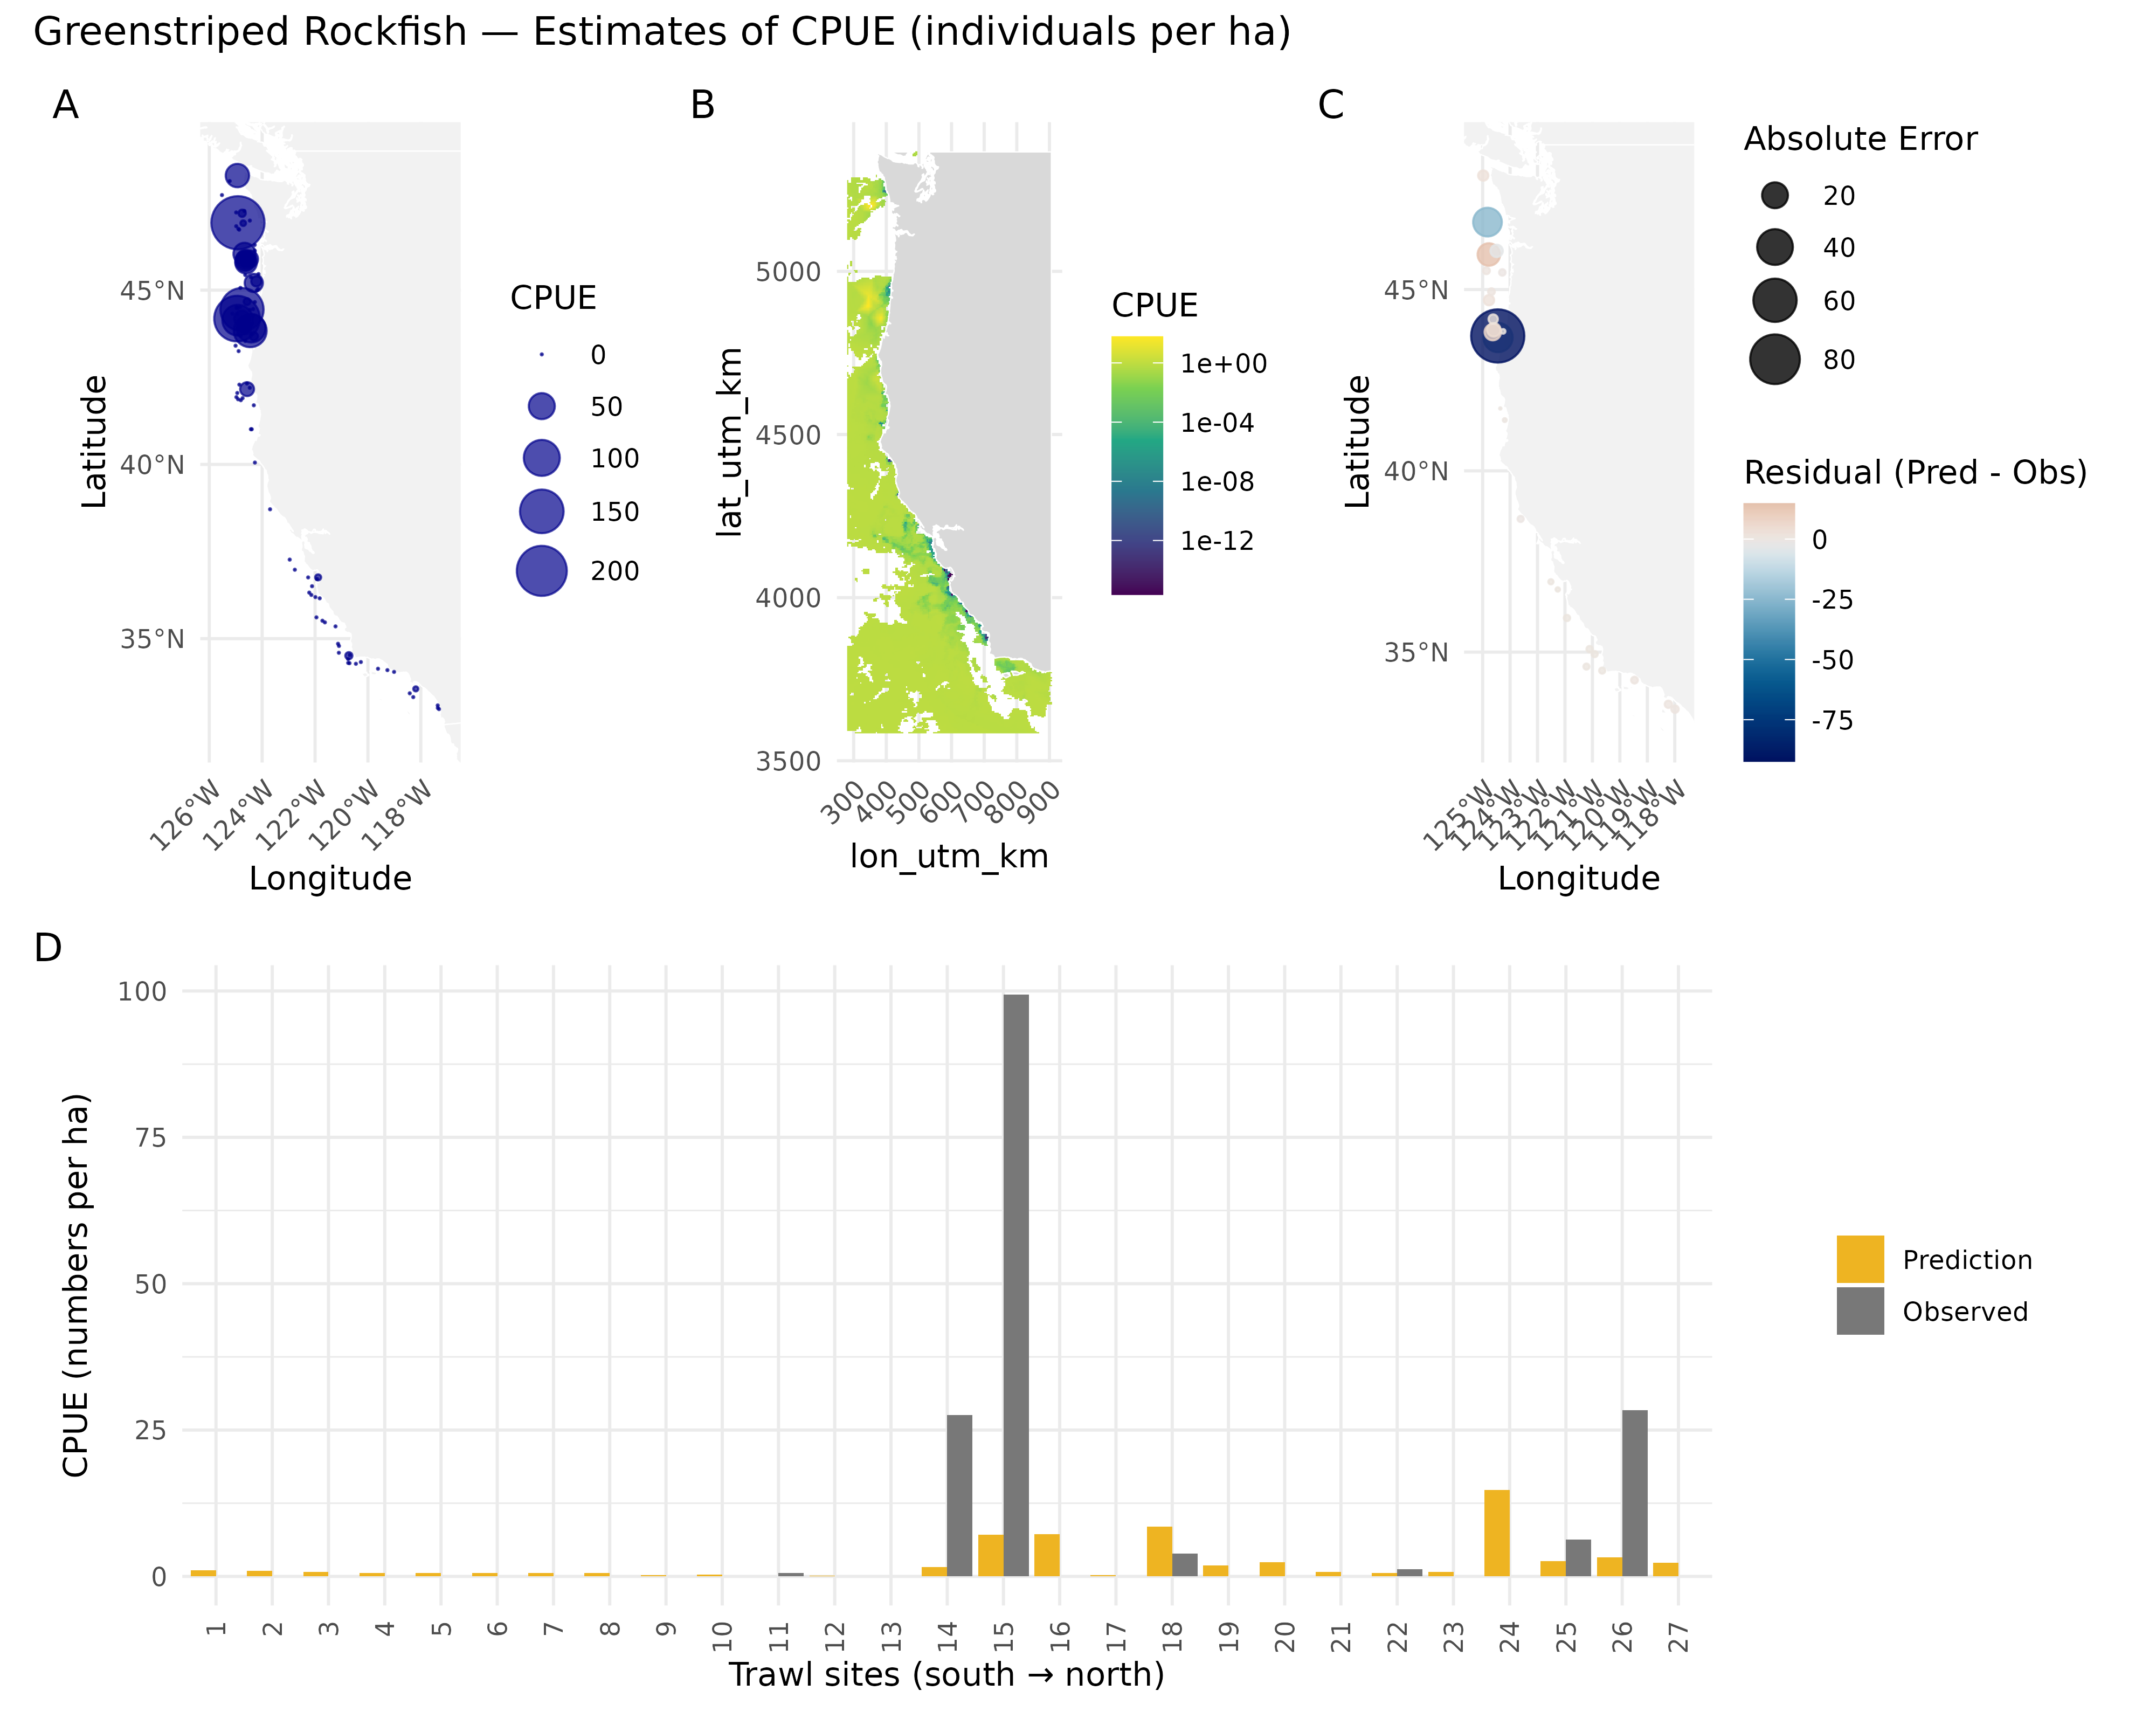 Greenstriped Rockfish — Estimates of CPUE (individuals per ha)
A
Latitude
45°N
40°N
35°N
126°W
124°W
122°W
120°W
118°W
Longitude
CPUE
0
50
100
150
200
B
lat_utm_km
5000
4500
4000
3500
300
400
500
600
700
800
900
lon_utm_km
CPUE
1e+00
1e-04
1e-08
1e-12
C
Latitude
45°N
40°N
35°N
125°W
124°W
123°W
122°W
121°W
120°W
119°W
118°W
Longitude
Absolute Error
20
40
60
80
Residual (Pred - Obs)
0
-25
-50
-75
D
CPUE (numbers per ha)
100
75
50
25
0
1
2
3
4
5
6
7
8
9
10
11
12
13
14
15
16
17
18
19
20
21
22
23
24
25
26
27
Trawl sites (south → north)
Prediction
Observed